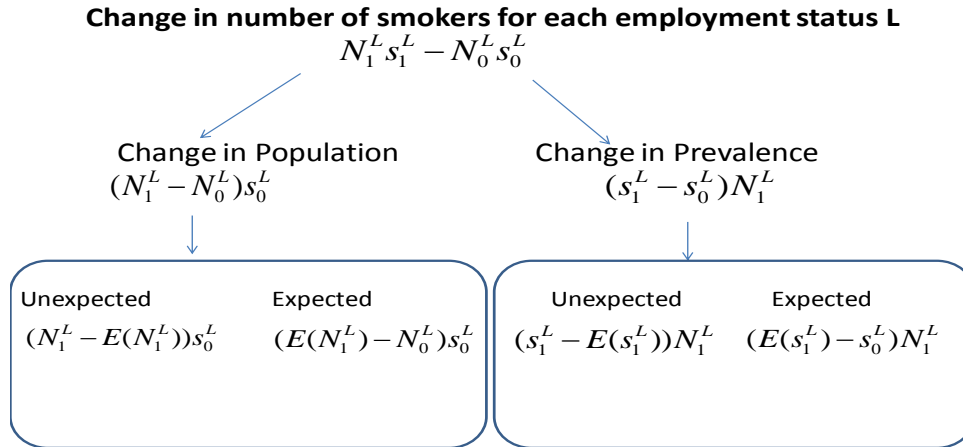 Change in number of smokers for each employment status L
$N_1^L s_1^L - N_0^L s_0^L$
Change in Population Change in Prevalence
$(N_1^L - N_0^L)s_0^L$ $(s_1^L - s_0^L)N_1^L$
Unexpected Expected Unexpected Expected
$(N_1^L - E(N_1^L))s_0^L$ $(E(N_1^L) - N_0^L)s_0^L$ $(s_1^L - E(s_1^L))N_1^L$ $(E(s_1^L) - s_0^L)N_1^L$